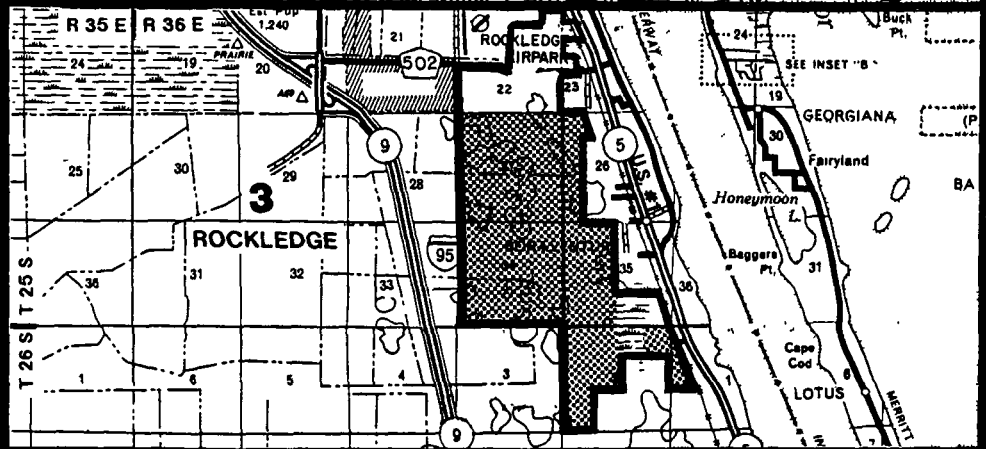 Est Pop
1,240
R 35 E R 36 E
PRAIRIE
24
19
20
21
502
ROCKLEDGE
AIRPARK
22
23
24
Buck
Pt.
SEE INSET "B"
19
GEORGIANA
(P
30
Fairyland
BA
9
5
26
U S
25
30
29
28
3
ROCKLEDGE
Honeymoon
L.
95
T 25 S
36
31
32
33
35
36
Baggers
Pt.
31
T 26 S
1
6
5
4
3
Cape
Cod
1
LOTUS
6
MERRITT
9
5
7
IN